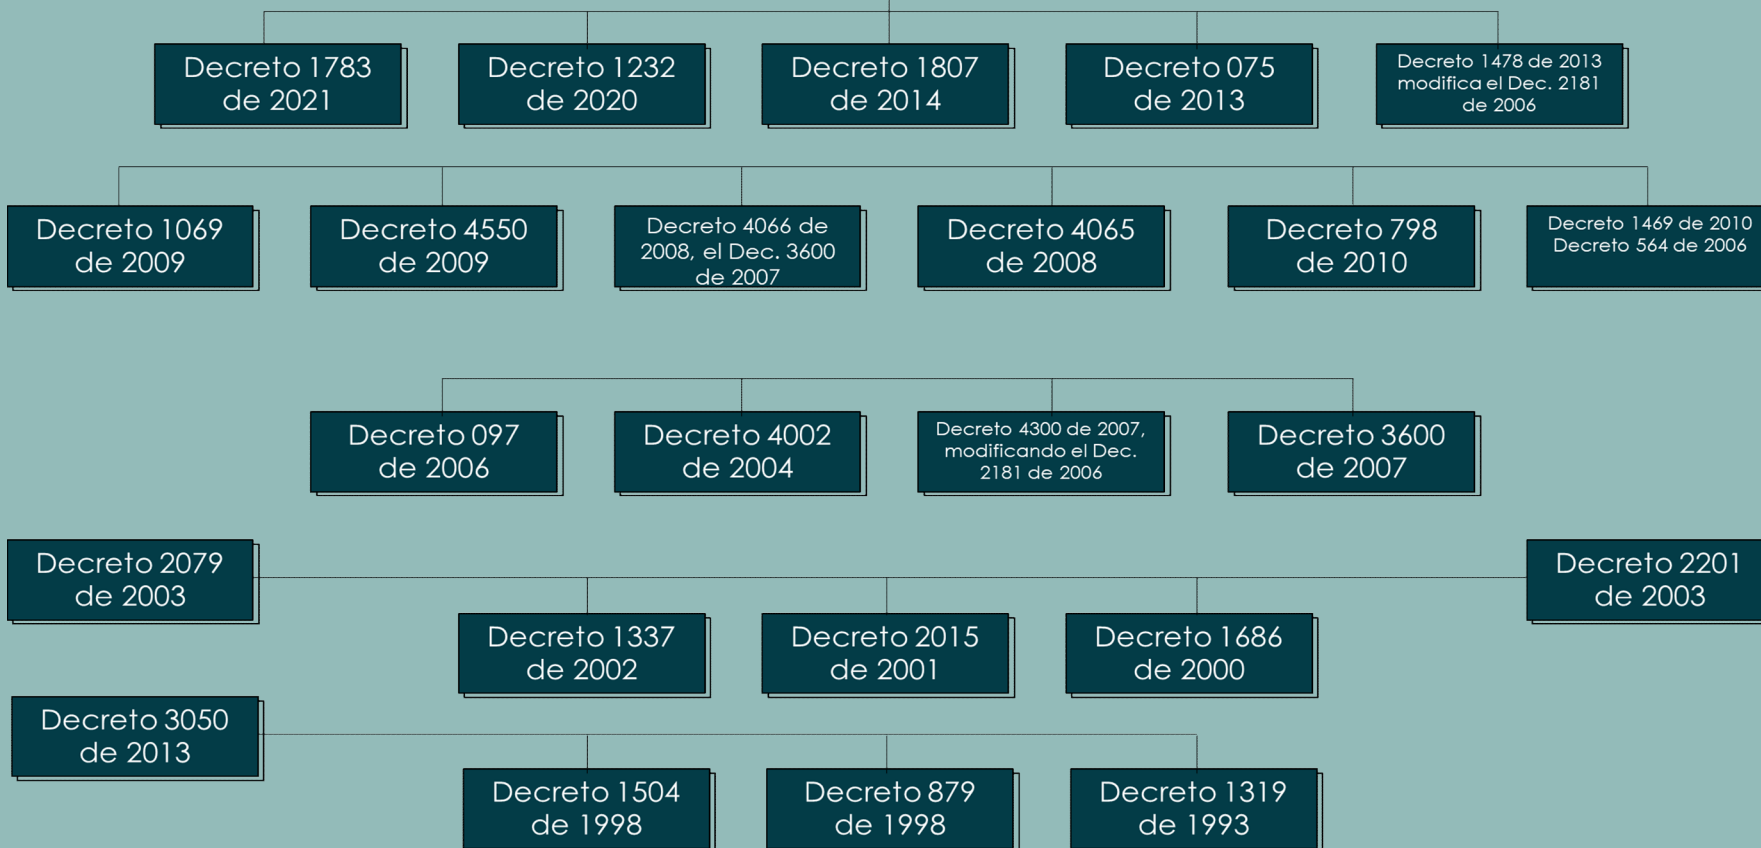 Decreto 1783
de 2021
Decreto 1232
de 2020
Decreto 1807
de 2014
Decreto 075
de 2013
Decreto 1478 de 2013
modifica el Dec. 2181
de 2006
Decreto 1069
de 2009
Decreto 4550
de 2009
Decreto 4066 de
2008, el Dec. 3600
de 2007
Decreto 4065
de 2008
Decreto 798
de 2010
Decreto 1469 de 2010
Decreto 564 de 2006
Decreto 097
de 2006
Decreto 4002
de 2004
Decreto 4300 de 2007,
modificando el Dec.
2181 de 2006
Decreto 3600
de 2007
Decreto 2079
de 2003
Decreto 2201
de 2003
Decreto 1337
de 2002
Decreto 2015
de 2001
Decreto 1686
de 2000
Decreto 3050
de 2013
Decreto 1504
de 1998
Decreto 879
de 1998
Decreto 1319
de 1993